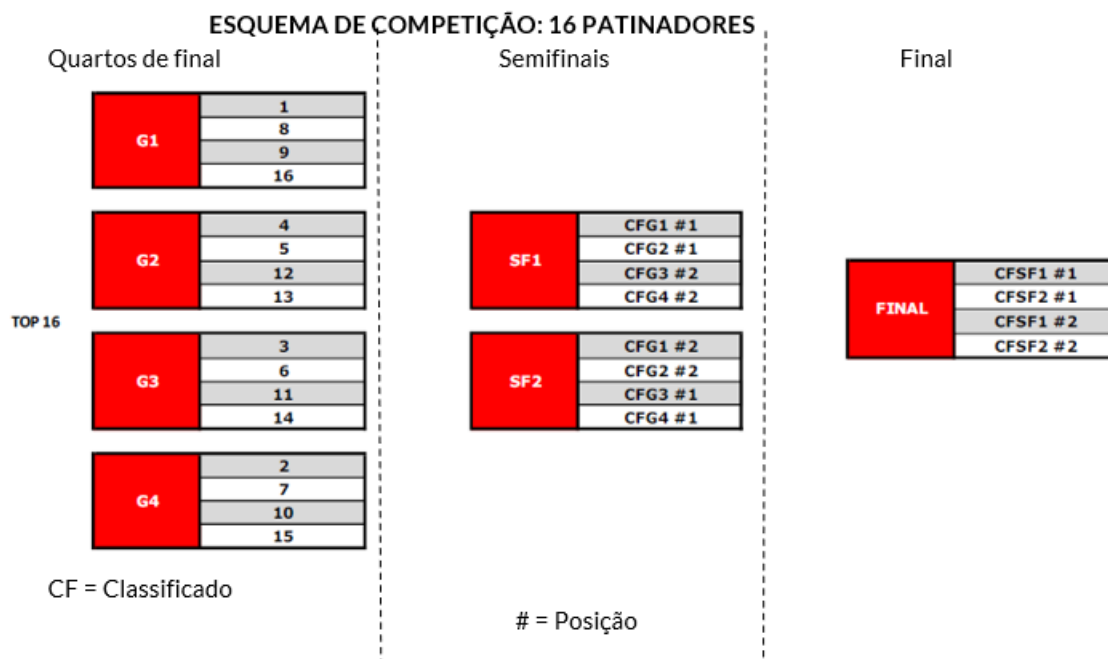 ESQUEMA DE COMPETIÇÃO: 16 PATINADORES
Quartos de final
Semifinais
Final
TOP 16
G1
1
8
9
16
G2
4
5
12
13
G3
3
6
11
14
G4
2
7
10
15
SF1
CFG1 #1
CFG2 #1
CFG3 #2
CFG4 #2
SF2
CFG1 #2
CFG2 #2
CFG3 #1
CFG4 #1
FINAL
CFSF1 #1
CFSF2 #1
CFSF1 #2
CFSF2 #2
CF = Classificado
# = Posição